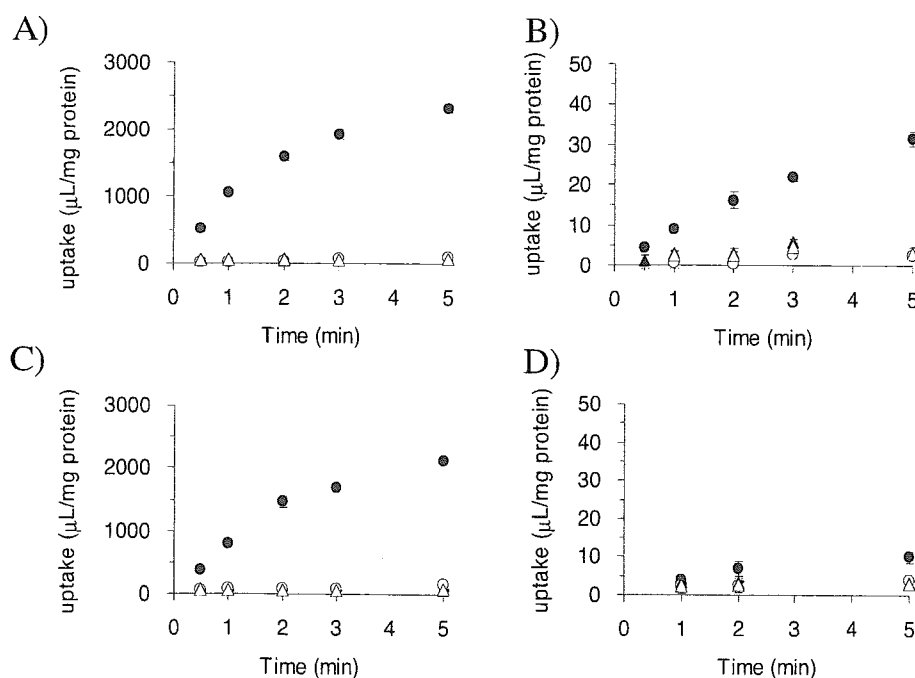 A)
uptake (μL/mg protein)
3000
2000
1000
0
0 1 2 3 4 5
Time (min)
B)
uptake (μL/mg protein)
50
40
30
20
10
0
0 1 2 3 4 5
Time (min)
C)
uptake (μL/mg protein)
3000
2000
1000
0
0 1 2 3 4 5
Time (min)
D)
uptake (μL/mg protein)
50
40
30
20
10
0
0 1 2 3 4 5
Time (min)